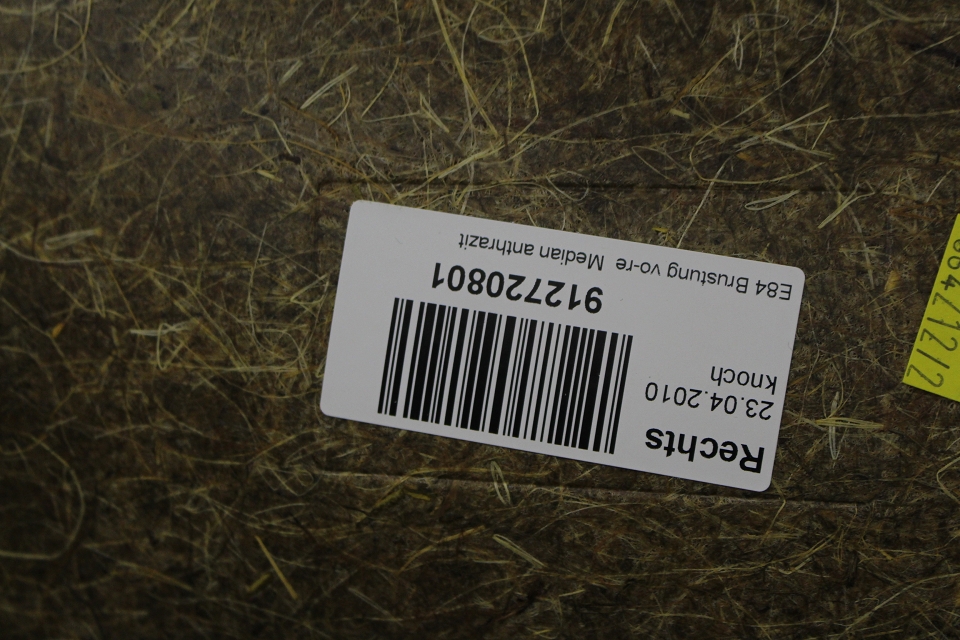 E84 Brustung vo-re Median anthrazit
912720801
knoch
23.04.2010
Rechts